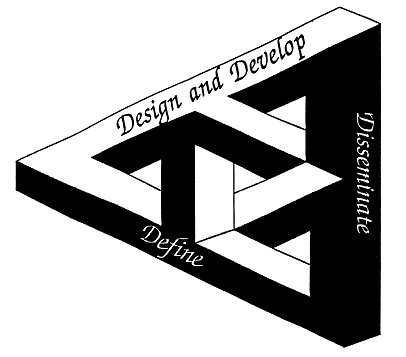 Design and Develop
Disseminate
Define